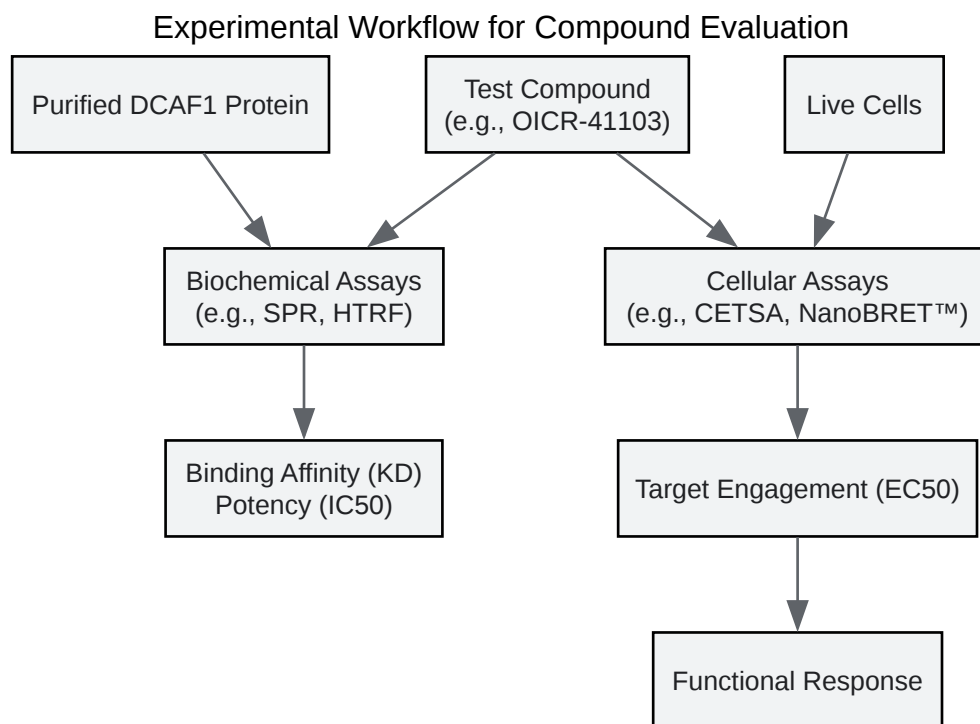 Experimental Workflow for Compound Evaluation
Purified DCAF1 Protein
Test Compound
(e.g., OICR-41103)
Live Cells
Biochemical Assays
(e.g., SPR, HTRF)
Cellular Assays
(e.g., CETSA, NanoBRET™)
Binding Affinity (KD)
Potency (IC50)
Target Engagement (EC50)
Functional Response